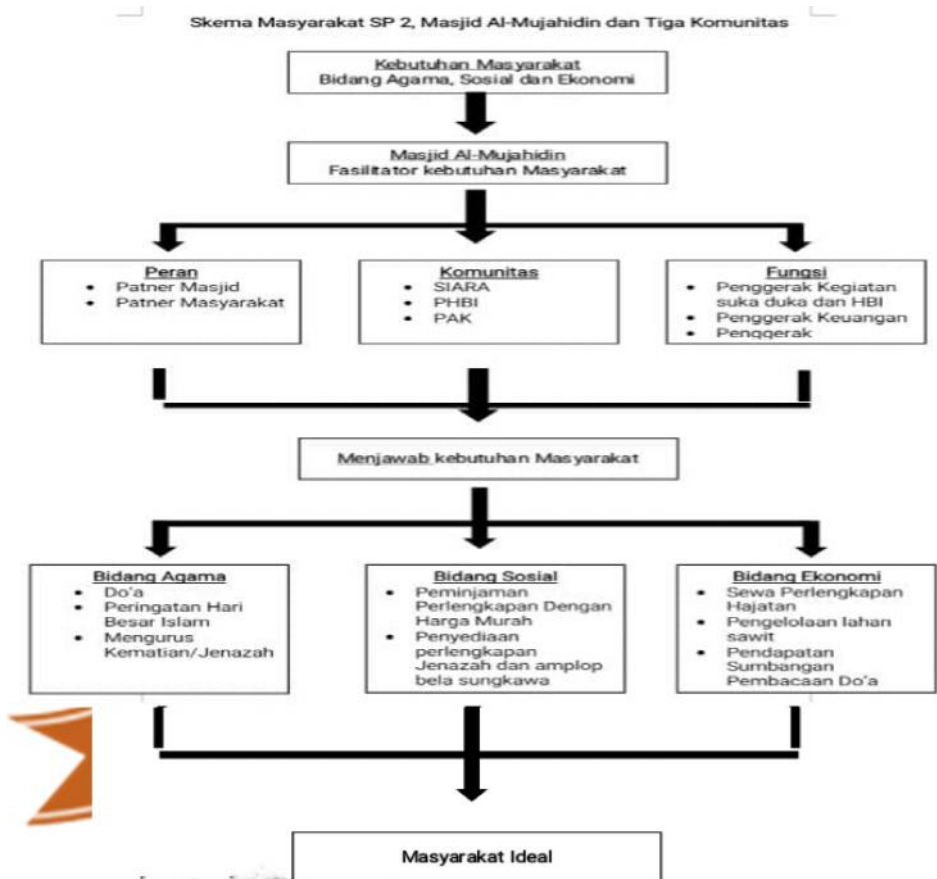 Skema Masyarakat SP 2, Masjid Al-Mujahidin dan Tiga Komunitas
Kebutuhan Masyarakat
Bidang Agama, Sosial dan Ekonomi
Masjid Al-Mujahidin
Fasilitator kebutuhan Masyarakat
Peran
• Patner Masjid
• Patner Masyarakat
Komunitas
• SIARA
• PHBI
• PAK
Fungsi
• Penggerak Kegiatan
suka duka dan HBI
• Penggerak Keuangan
• Penggerak
Menjawab kebutuhan Masyarakat
Bidang Agama
• Do'a
• Peringatan Hari
Besar Islam
• Mengurus
Kematian/Jenazah
Bidang Sosial
• Peminjaman
Perlengkapan Dengan
Harga Murah
• Penyediaan
perlengkapan
Jenazah dan amplop
bela sungkawa
Bidang Ekonomi
• Sewa Perlengkapan
Hajatan
• Pengelolaan lahan
sawit
• Pendapatan
Sumbangan
Pembacaan Do'a
Masyarakat Ideal